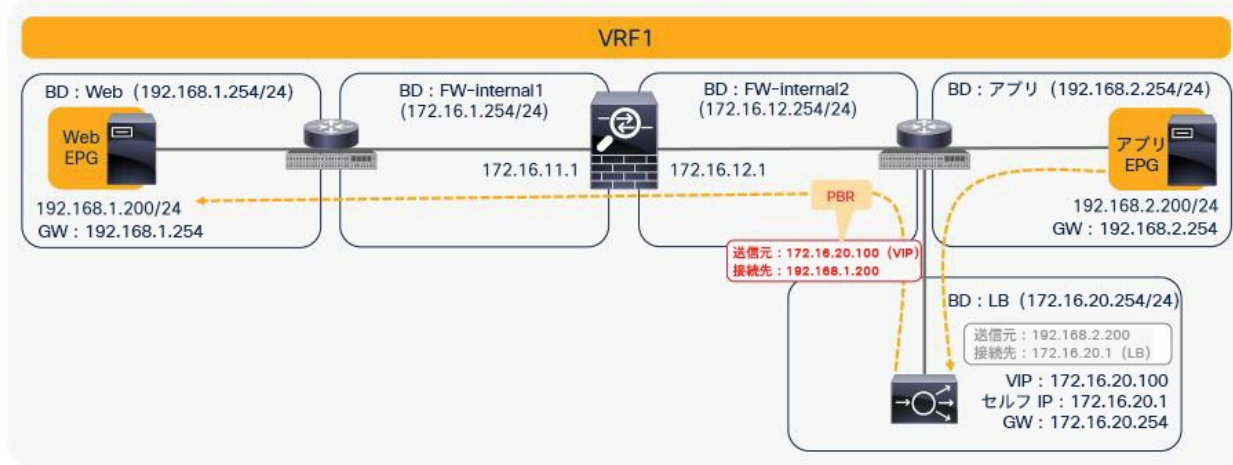 VRF1
BD：Web（192.168.1.254/24）
Web
EPG
192.168.1.200/24
GW：192.168.1.254
BD：FW-internal1
(172.16.1.254/24)
172.16.11.1
BD：FW-internal2
(172.16.12.254/24)
172.16.12.1
BD：アプリ（192.168.2.254/24）
アプリ
EPG
192.168.2.200/24
GW：192.168.2.254
PBR
送信元：172.16.20.100（VIP）
接続先：192.168.1.200
BD：LB（172.16.20.254/24）
送信元：192.168.2.200
接続先：172.16.20.1（LB）
VIP：172.16.20.100
セルフ IP：172.16.20.1
GW：172.16.20.254